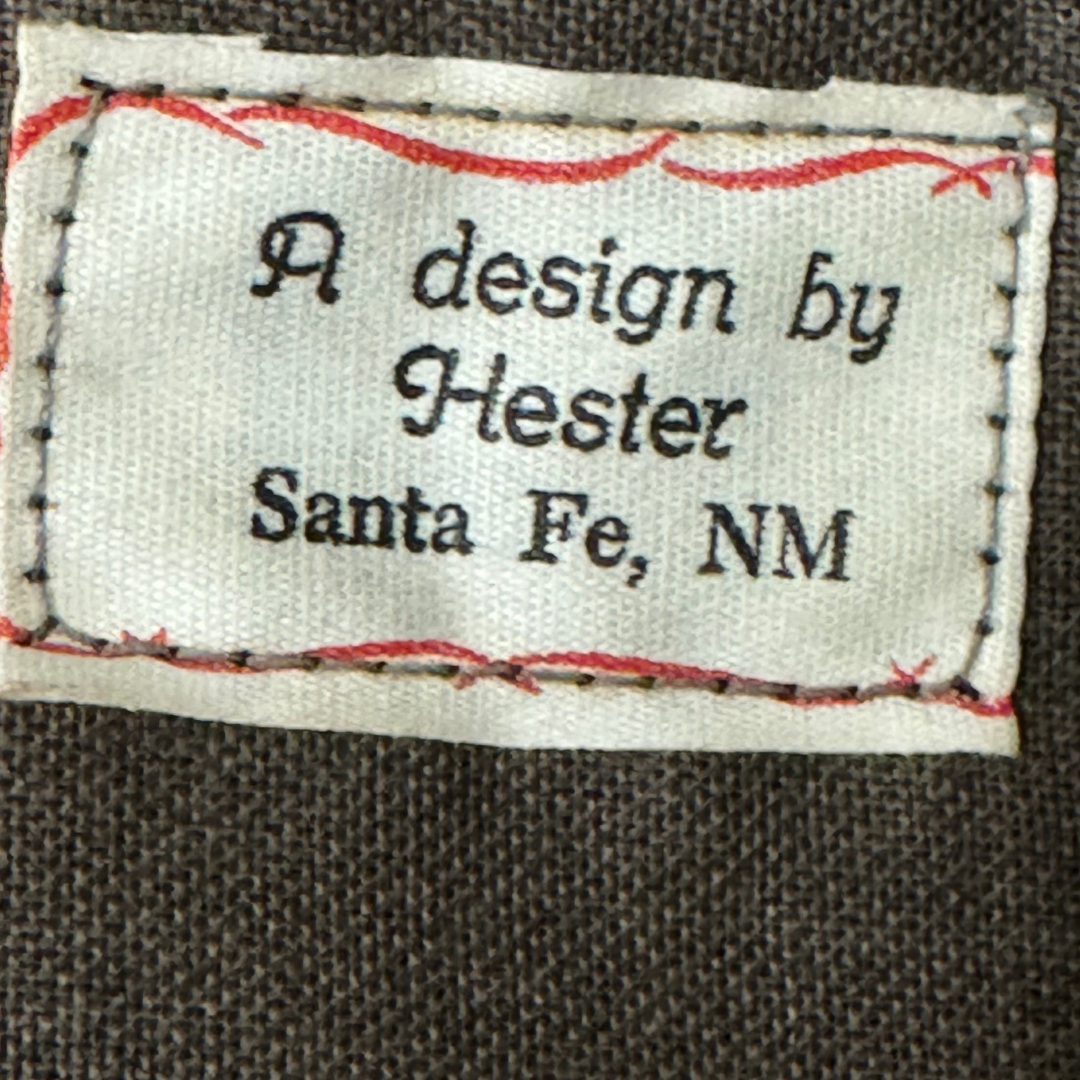 A design by
Hester
Santa Fe, NM